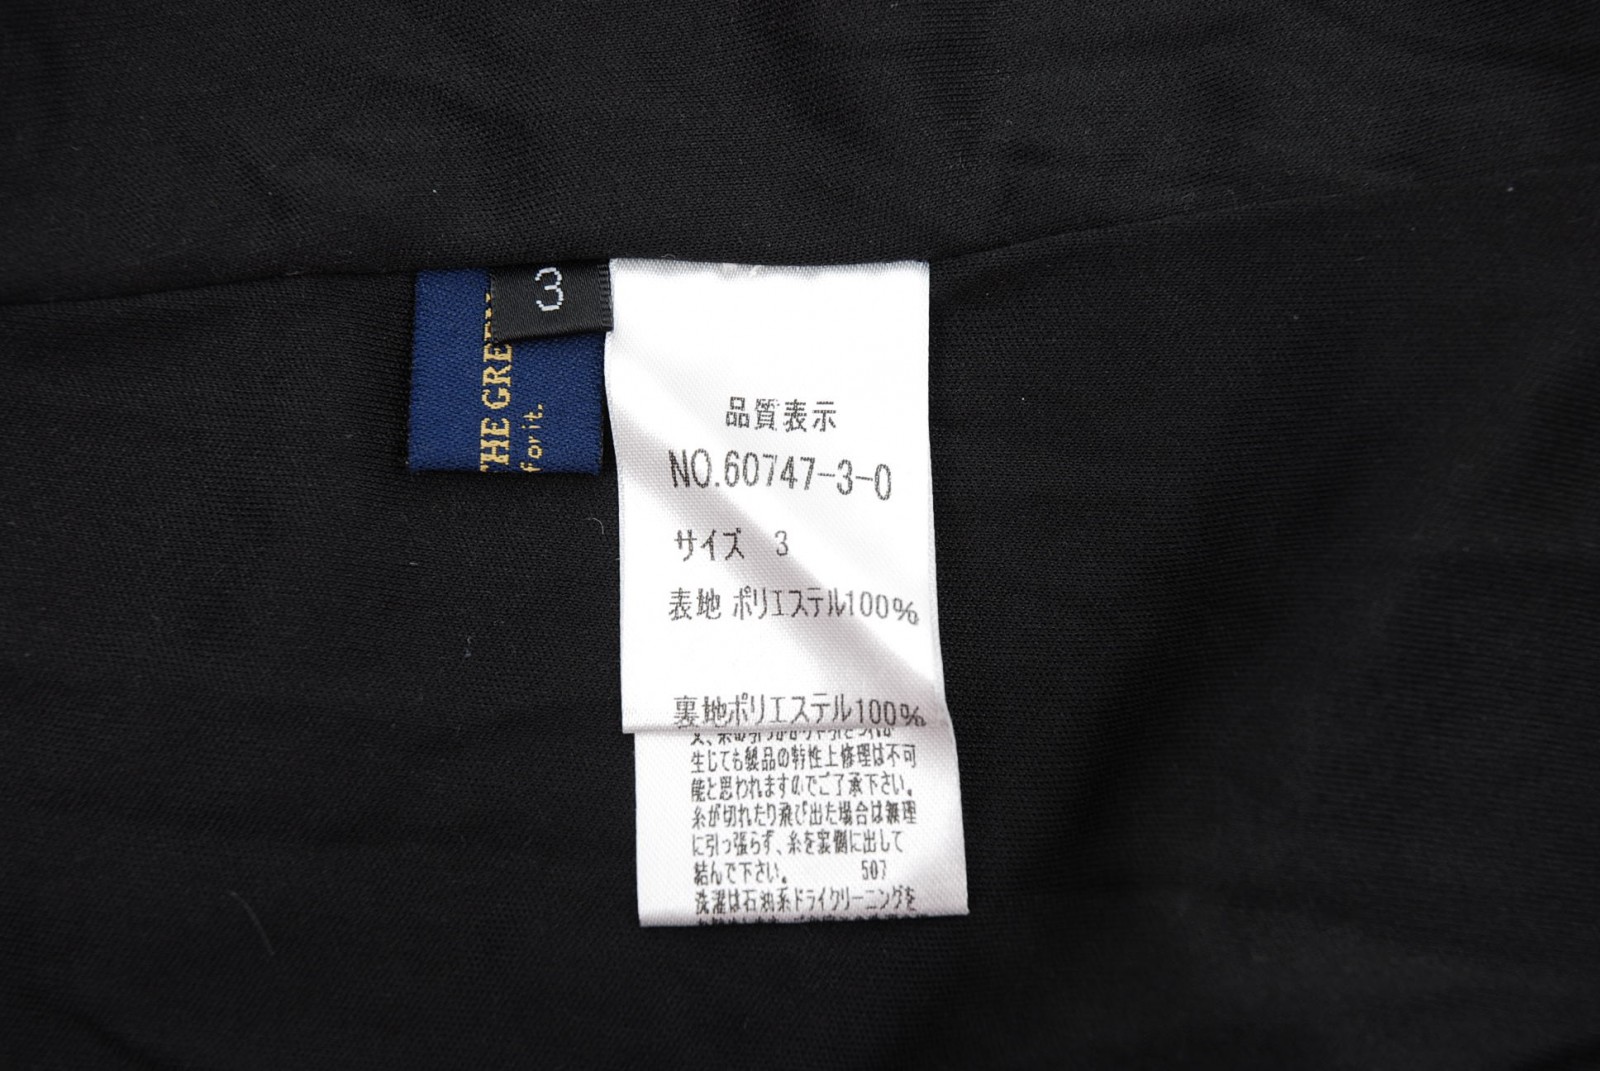 3
THE GREE
for it.
品質表示
NO.60747-3-0
サイズ 3
表地 ポリエステル100%
裏地ポリエステル100%
生じても製品の特性上修理は不可
能と思われますのでご了承下さい。
糸が切れたり飛び出た場合は無理
に引っ張らず、糸を裏側に出して
結んで下さい。 507
洗濯は石油系ドライクリーニングを